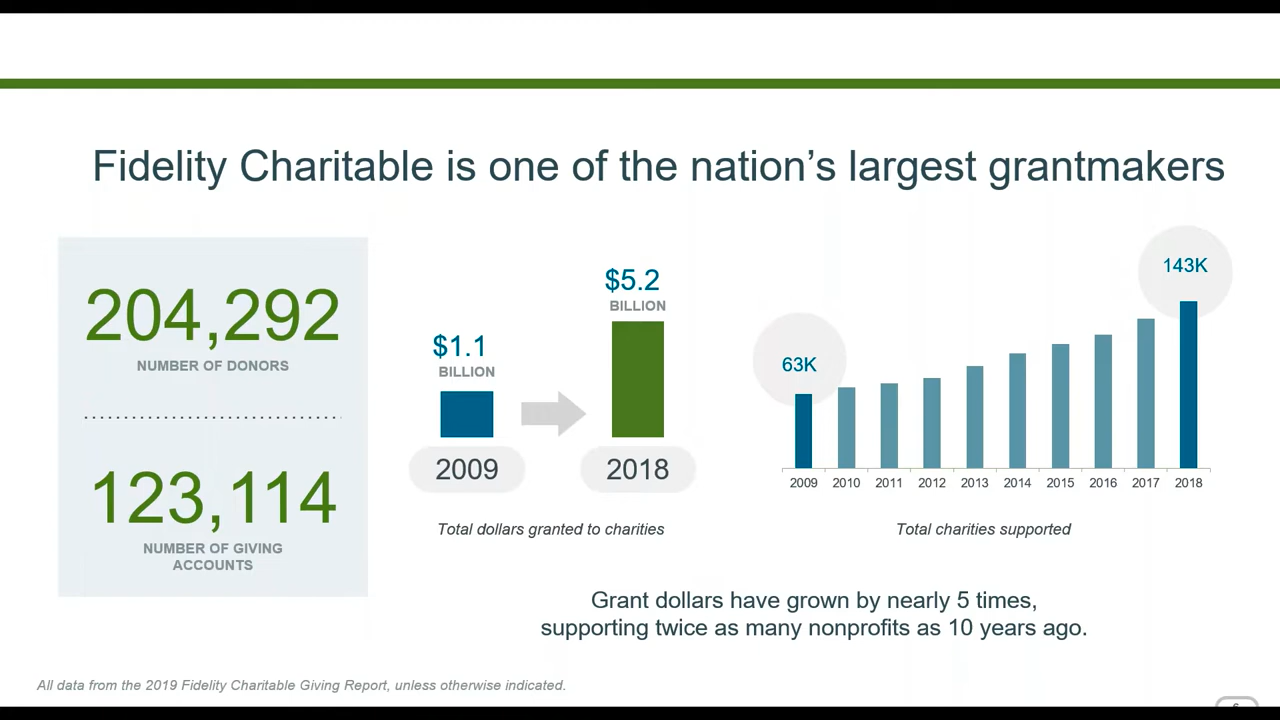 Fidelity Charitable is one of the nation's largest grantmakers
204,292
NUMBER OF DONORS
123,114
NUMBER OF GIVING
ACCOUNTS
$1.1
BILLION
$5.2
BILLION
2009
2018
Total dollars granted to charities
63K
143K
2009 2010 2011 2012 2013 2014 2015 2016 2017 2018
Total charities supported
Grant dollars have grown by nearly 5 times,
supporting twice as many nonprofits as 10 years ago.
All data from the 2019 Fidelity Charitable Giving Report, unless otherwise indicated.